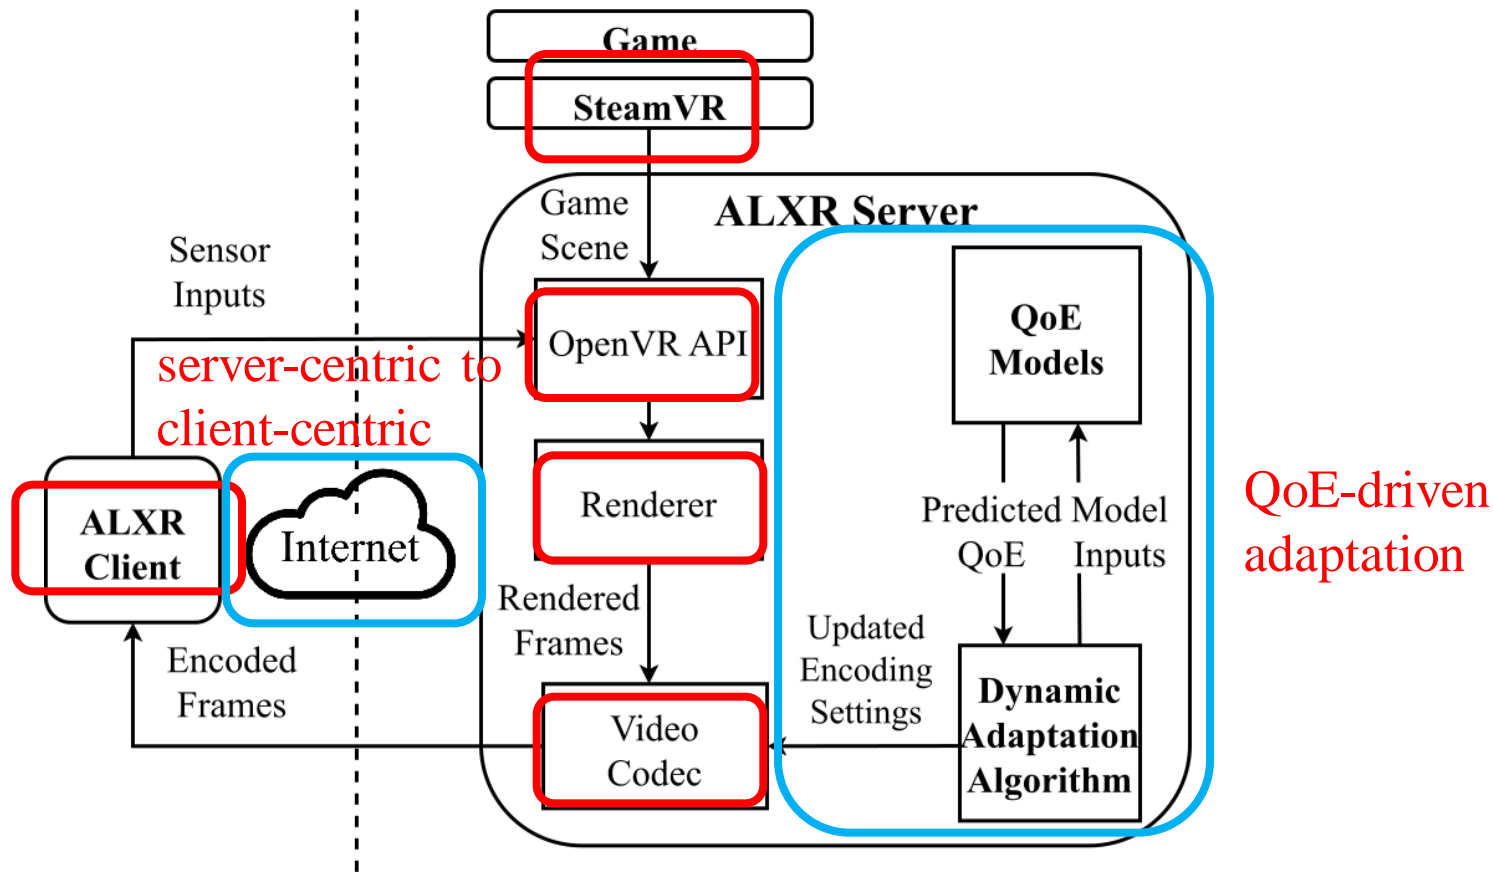 Game
SteamVR
Game
Scene
ALXR Server
Sensor
Inputs
OpenVR API
QoE
Models
server-centric to
client-centric
ALXR
Client
Internet
Renderer
Predicted
QoE
Model
Inputs
QoE-driven
adaptation
Rendered
Frames
Updated
Encoding
Settings
Encoded
Frames
Video
Codec
Dynamic
Adaptation
Algorithm